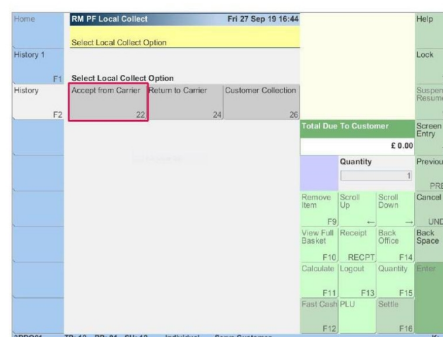 Home
RM PF Local Collect
Fri 27 Sep 19 16:44
Help
Select Local Collect Option
History 1
F1
Lock
Select Local Collect Option
History
F2
Accept from Carrier
22
Return to Carrier
24
Customer Collection
26
Total Due To Customer
£ 0.00
Screen
Entry
Quantity
1
PRE
Remove
Item
F9
Scroll
Up
←
Scroll
Down
→
Cancel
View Full
Basket
F10
Receipt
RECPT
Back
Office
F14
Back
Space
Calculate
F11
Logout
F13
Quantity
F15
Enter
Fast Cash
F12
PLU
Settle
F16